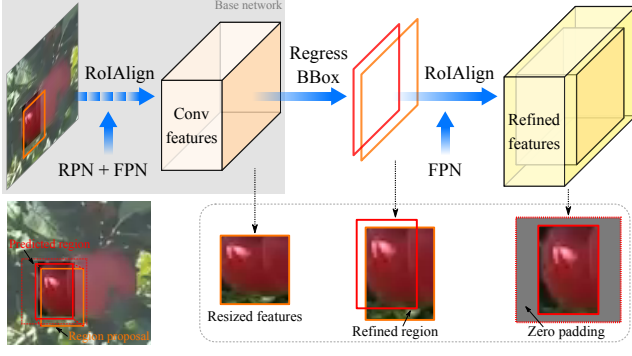 Base network
RoIAlign
Conv
features
RPN + FPN
Regress
BBox
RoIAlign
FPN
Refined
features
Predicted region
Region proposal
Resized features
Refined region
Zero padding